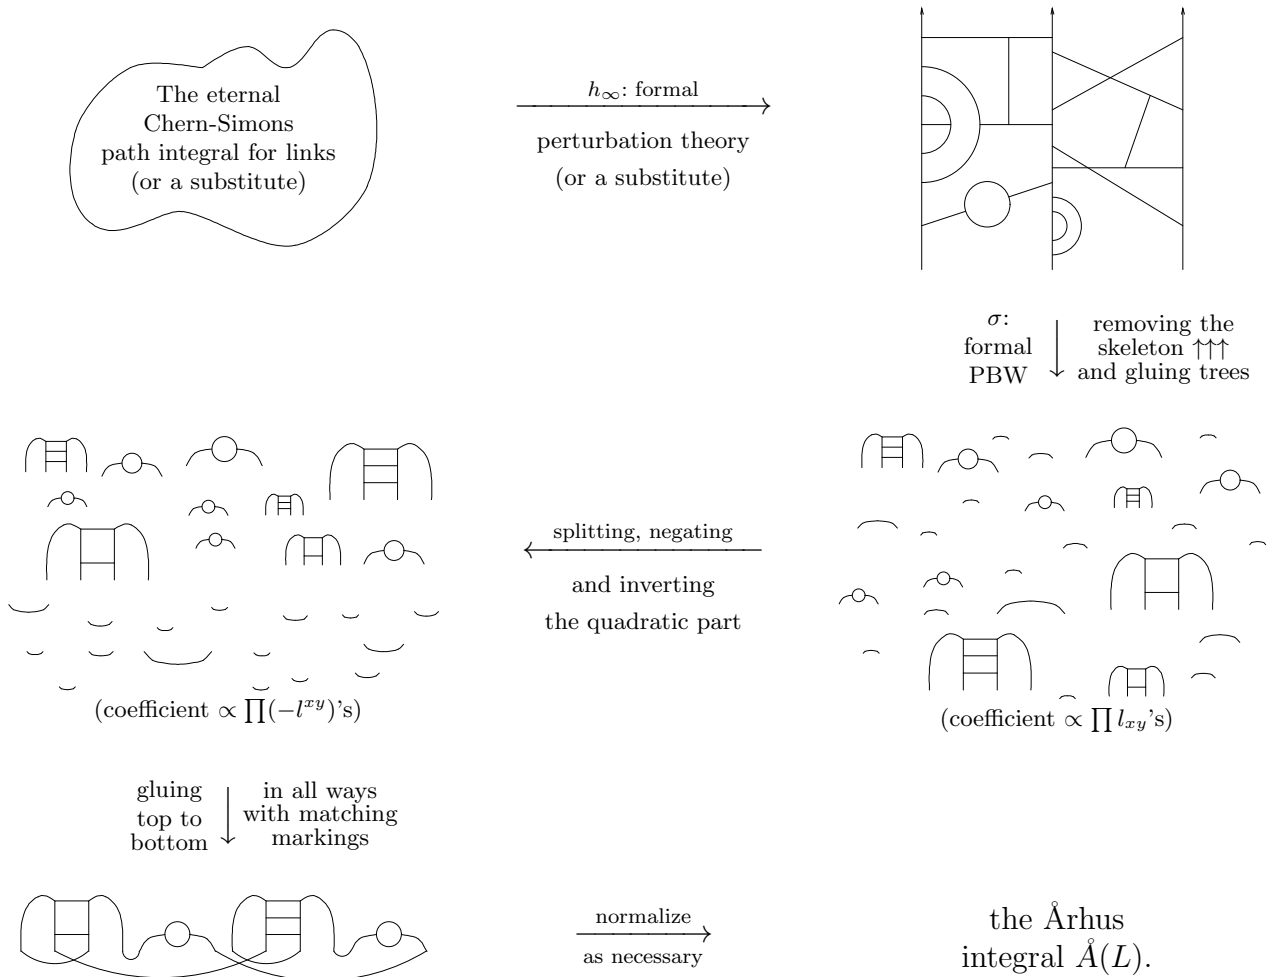 The eternal
Chern-Simons
path integral for links
(or a substitute)
h∞: formal
perturbation theory
(or a substitute)
σ:
formal
PBW
removing the
skeleton ↑↑↑
and gluing trees
splitting, negating
and inverting
the quadratic part
(coefficient ∝ ∏(−l^{xy})'s)
(coefficient ∝ ∏ l_{xy}'s)
gluing
top to
bottom
in all ways
with matching
markings
normalize
as necessary
the Århus
integral Å(L).